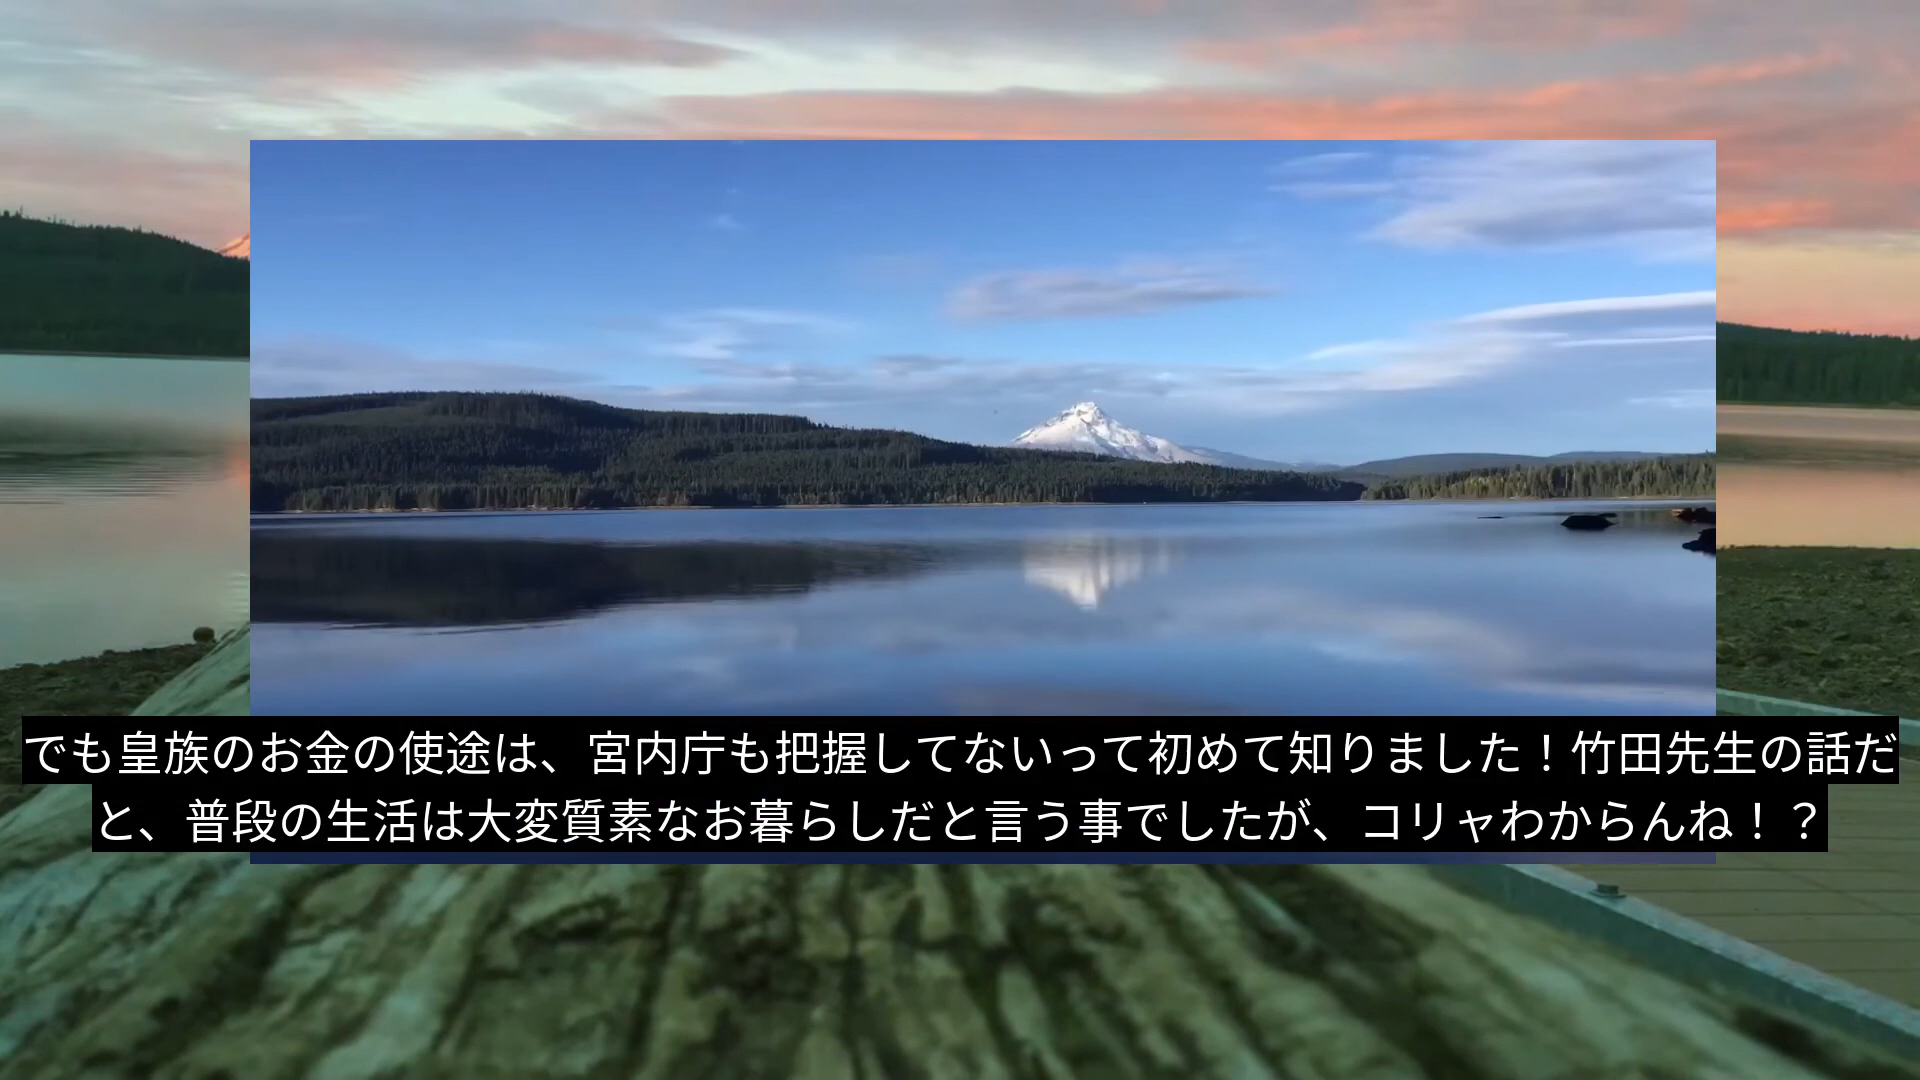 でも皇族のお金の使途は、宮内庁も把握してないって初めて知りました！竹田先生の話だ
と、普段の生活は大変質素なお暮らしだと言う事でしたが、コリャわからんね！？